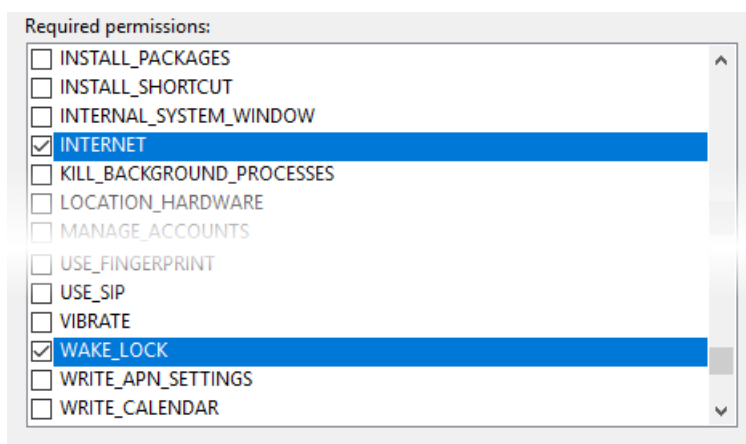 Required permissions:
INSTALL_PACKAGES
INSTALL_SHORTCUT
INTERNAL_SYSTEM_WINDOW
INTERNET
KILL_BACKGROUND_PROCESSES
LOCATION_HARDWARE
MANAGE_ACCOUNTS
USE_FINGERPRINT
USE_SIP
VIBRATE
WAKE_LOCK
WRITE_APN_SETTINGS
WRITE_CALENDAR